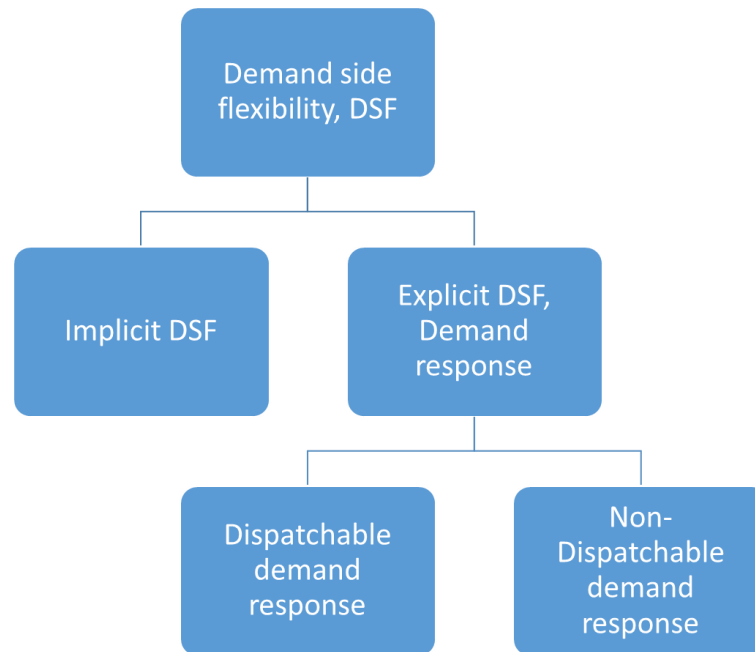 Demand side
flexibility, DSF
Implicit DSF
Explicit DSF,
Demand
response
Dispatchable
demand
response
Non-
Dispatchable
demand
response